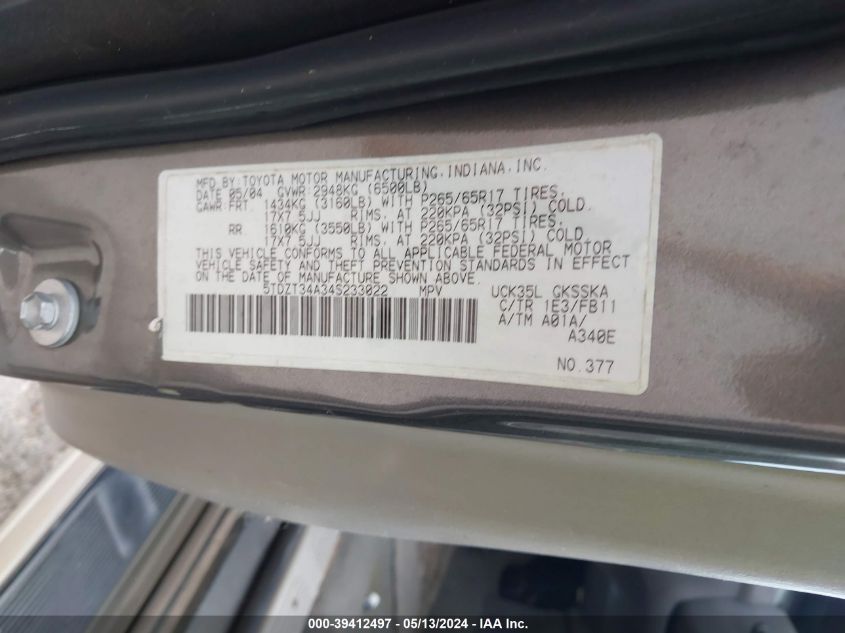 MFD.BY:TOYOTA MOTOR MANUFACTURING,INDIANA,INC.
DATE 05/04 GVWR 2948KG (6500LB)
GAWR:FRT 1434KG (3160LB) WITH P265/65R17 TIRES,
17X7.5JJ RIMS, AT 220KPA (32PSI) COLD.
RR 1610KG (3550LB) WITH P265/65R17 TIRES,
17X7.5JJ RIMS, AT 220KPA (32PSI) COLD.
THIS VEHICLE CONFORMS TO ALL APPLICABLE FEDERAL MOTOR
VEHICLE SAFETY AND THEFT PREVENTION STANDARDS IN EFFECT
ON THE DATE OF MANUFACTURE SHOWN ABOVE.
5TDZT34A34S233022 MPV UCK35L GKSSKA
C/TR 1E3/FB11
A/TM A01A/
A340E
NO.377
000-39412497 - 05/13/2024 - IAA Inc.